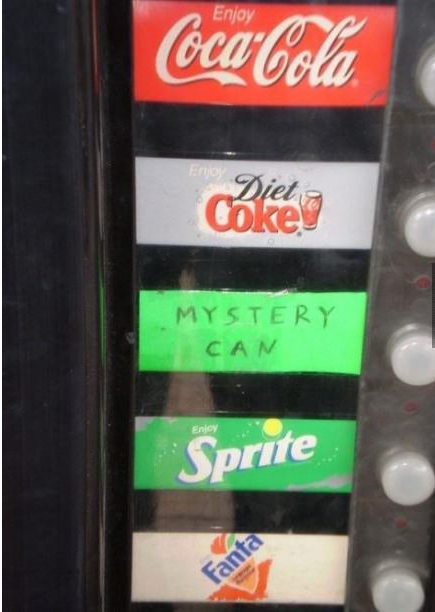 Enjoy
Coca-Cola
Enjoy
Diet
Coke
MYSTERY
CAN
Enjoy
Sprite
Fanta